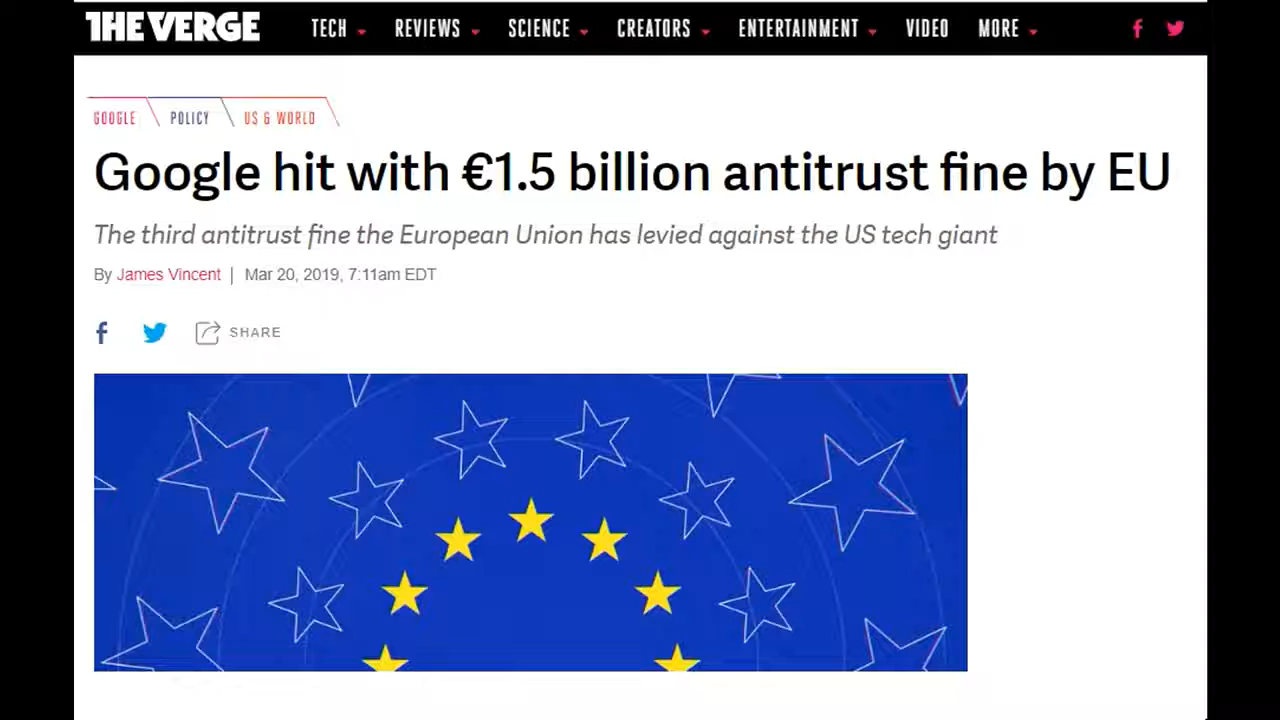 THE VERGE TECH REVIEWS SCIENCE CREATORS ENTERTAINMENT VIDEO MORE
GOOGLE POLICY US & WORLD
Google hit with €1.5 billion antitrust fine by EU
The third antitrust fine the European Union has levied against the US tech giant
By James Vincent | Mar 20, 2019, 7:11am EDT
SHARE